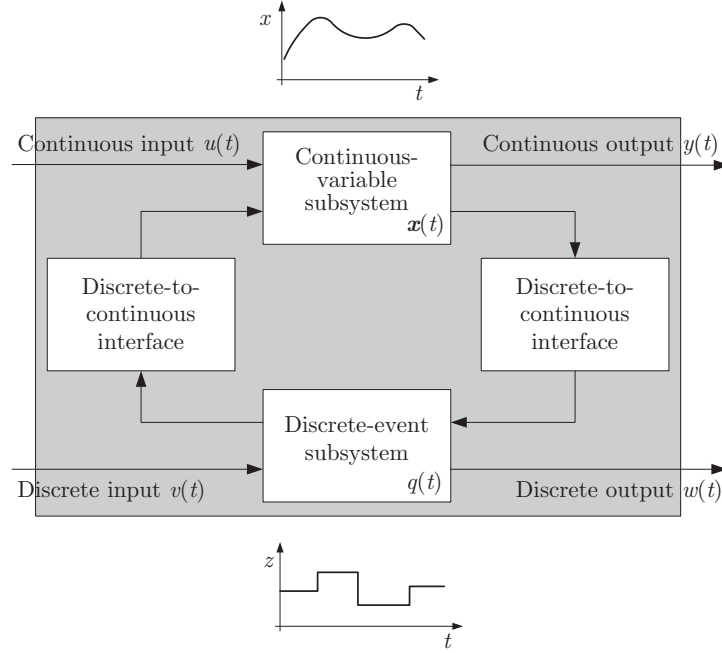 x
t
Continuous input u(t)
Continuous-
variable
subsystem
x(t)
Continuous output y(t)
Discrete-to-
continuous
interface
Discrete-to-
continuous
interface
Discrete-event
subsystem
q(t)
Discrete input v(t)
Discrete output w(t)
z
t